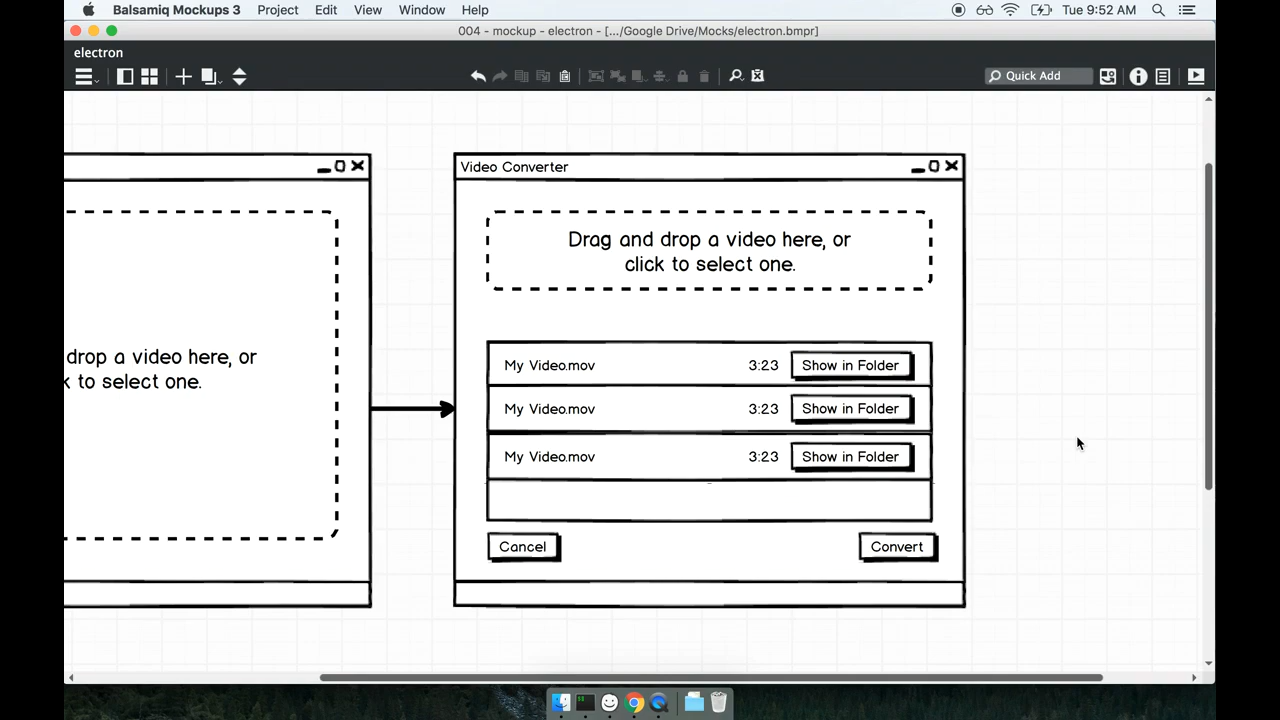 Balsamiq Mockups 3 Project Edit View Window Help Tue 9:52 AM
004 - mockup - electron - [.../Google Drive/Mocks/electron.bmpr]
electron
Quick Add
drop a video here, or
k to select one.
Video Converter
Drag and drop a video here, or
click to select one.
My Video.mov 3:23 Show in Folder
My Video.mov 3:23 Show in Folder
My Video.mov 3:23 Show in Folder
Cancel Convert